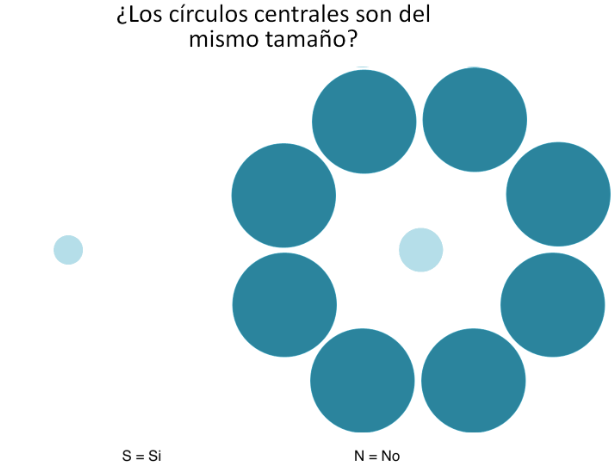 ¿Los círculos centrales son del
mismo tamaño?
S = Si
N = No